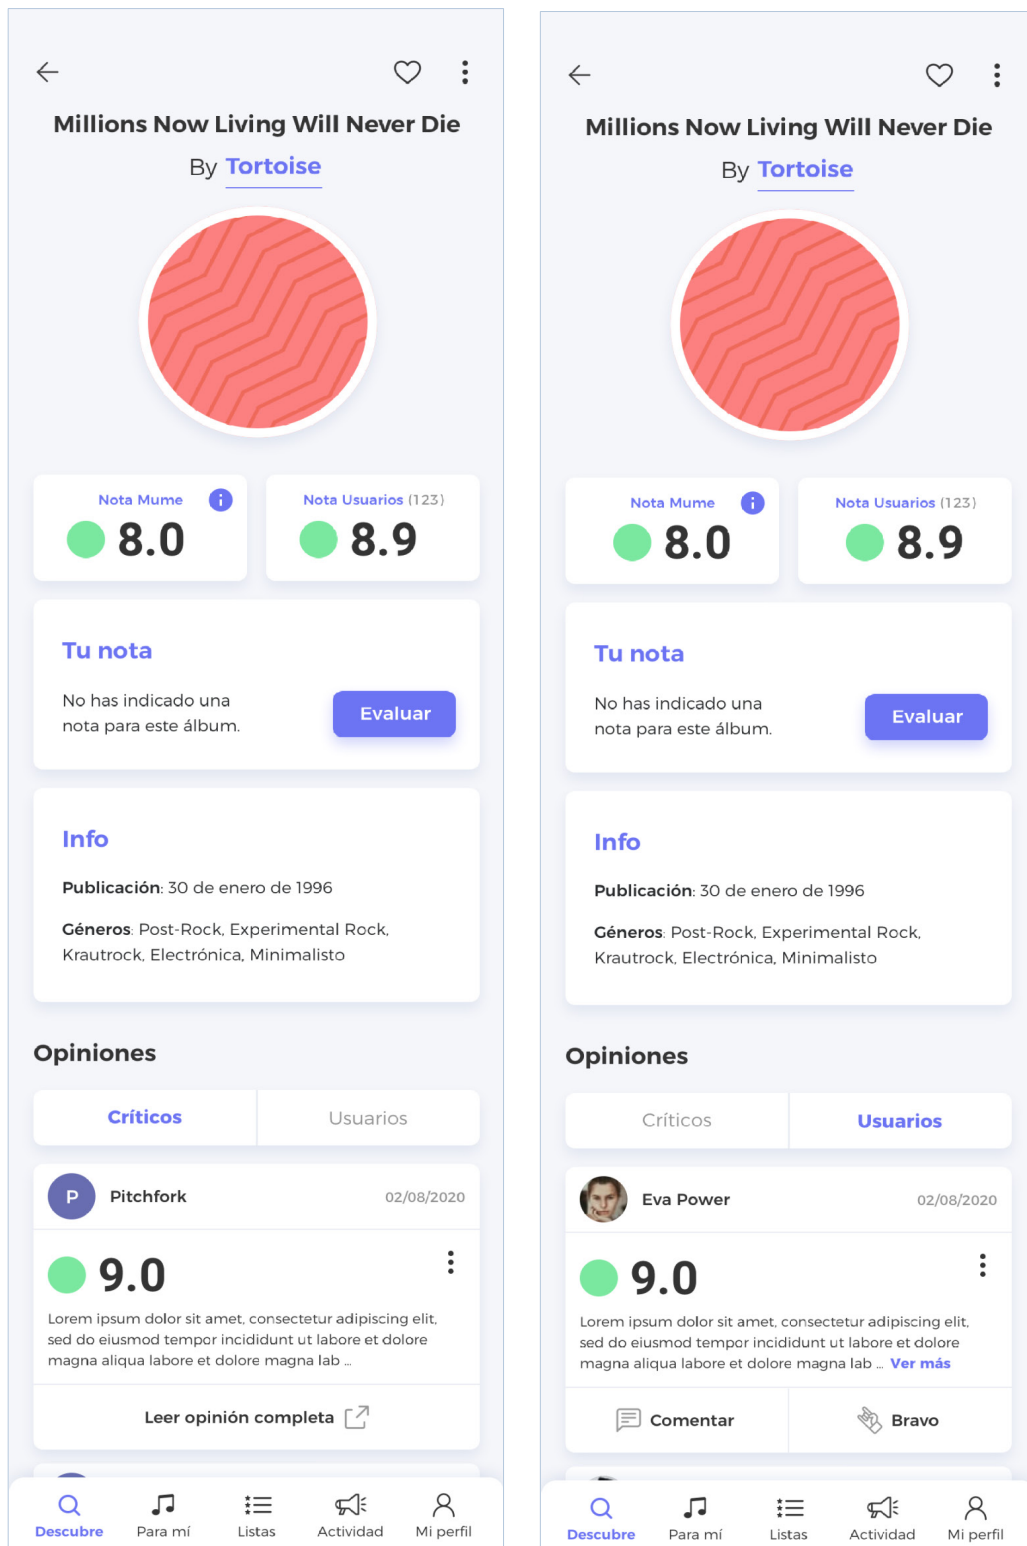 Millions Now Living Will Never Die
By Tortoise
Nota Mume
8.0
Nota Usuarios (123)
8.9
Tu nota
No has indicado una
nota para este álbum.
Evaluar
Info
Publicación: 30 de enero de 1996
Géneros: Post-Rock, Experimental Rock,
Krautrock, Electrónica, Minimalisto
Opiniones
Críticos
Usuarios
P
Pitchfork
02/08/2020
9.0
Lorem ipsum dolor sit amet, consectetur adipiscing elit,
sed do eiusmod tempor incididunt ut labore et dolore
magna aliqua labore et dolore magna lab ...
Leer opinión completa
Descubre
Para mí
Listas
Actividad
Mi perfil
Millions Now Living Will Never Die
By Tortoise
Nota Mume
8.0
Nota Usuarios (123)
8.9
Tu nota
No has indicado una
nota para este álbum.
Evaluar
Info
Publicación: 30 de enero de 1996
Géneros: Post-Rock, Experimental Rock,
Krautrock, Electrónica, Minimalisto
Opiniones
Críticos
Usuarios
Eva Power
02/08/2020
9.0
Lorem ipsum dolor sit amet, consectetur adipiscing elit,
sed do eiusmod tempor incididunt ut labore et dolore
magna aliqua labore et dolore magna lab ... Ver más
Comentar
Bravo
Descubre
Para mí
Listas
Actividad
Mi perfil